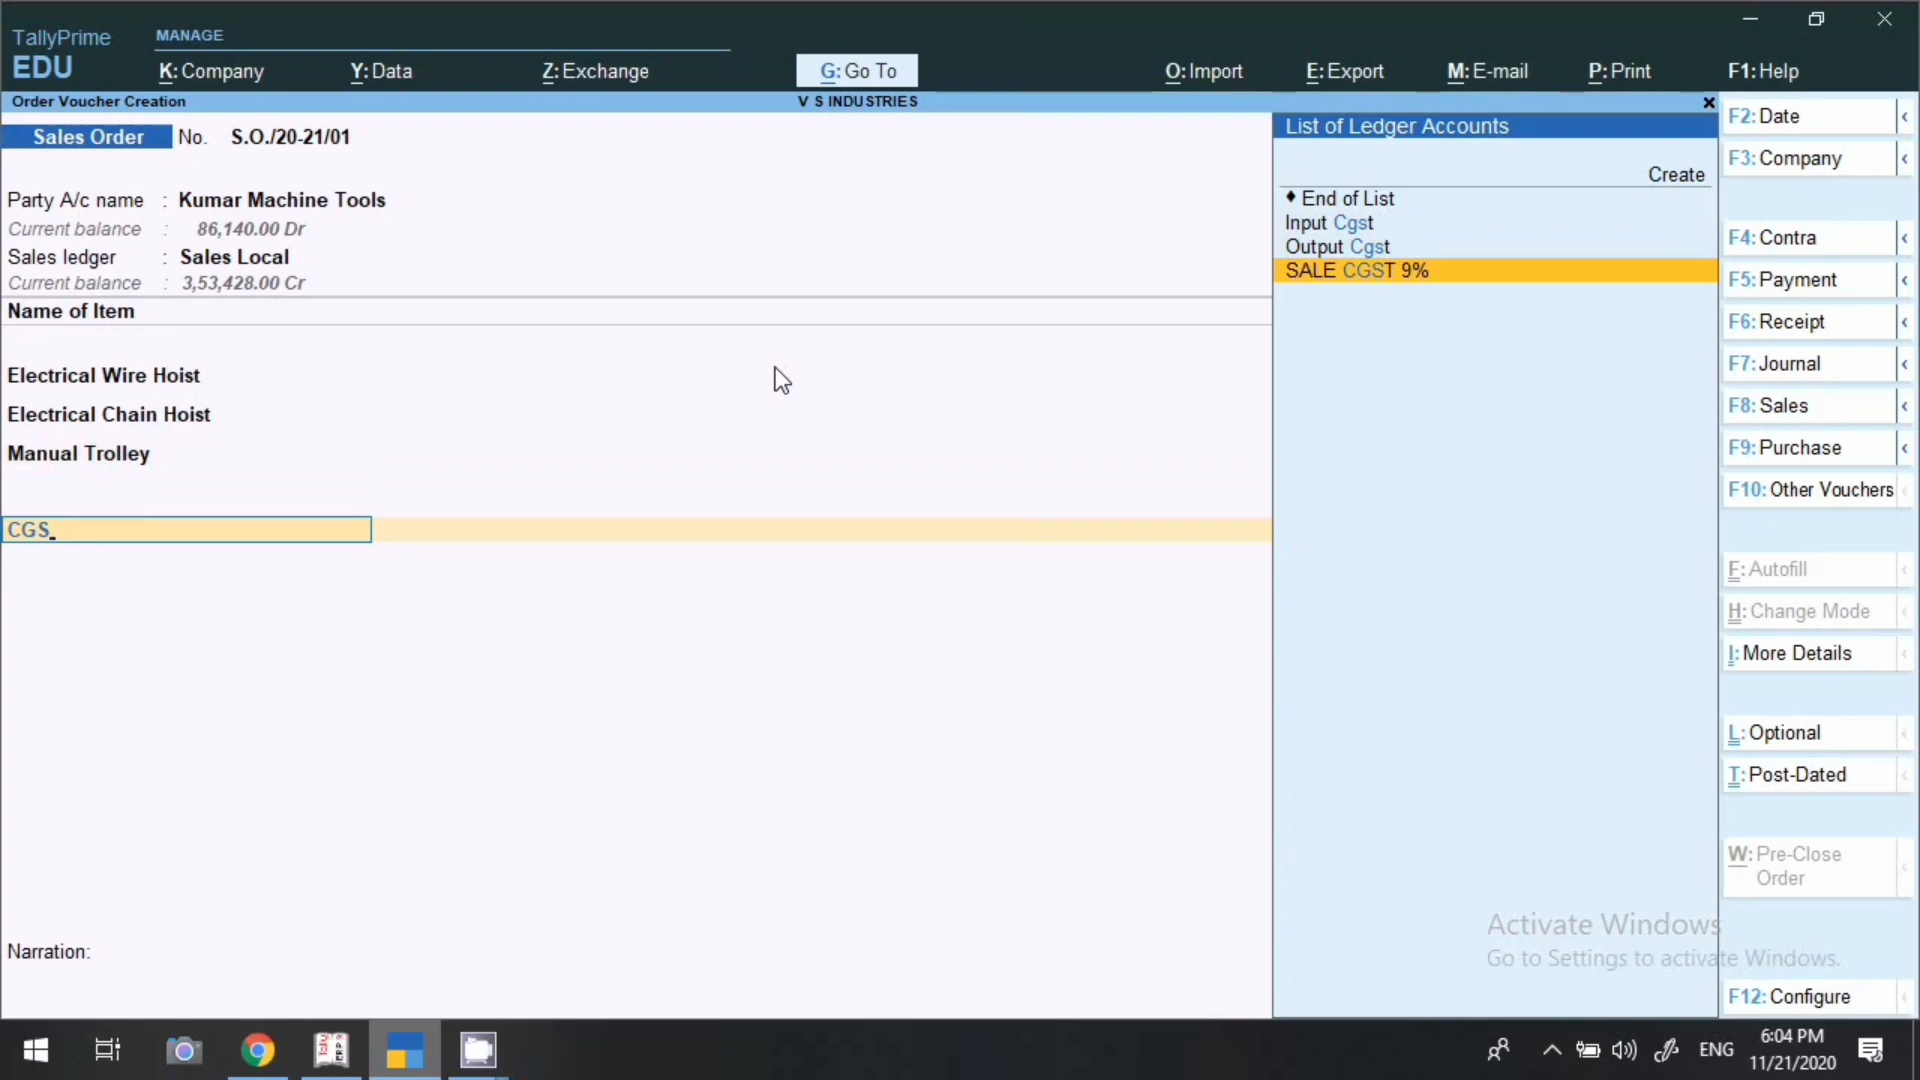 TallyPrime
EDU
MANAGE
K: Company
Y: Data
Z: Exchange
G: Go To
O: Import
E: Export
M: E-mail
P: Print
F1: Help
Order Voucher Creation
V S INDUSTRIES
Sales Order No. S.O./20-21/01
Party A/c name : Kumar Machine Tools
Current balance : 86,140.00 Dr
Sales ledger : Sales Local
Current balance : 3,53,428.00 Cr
Name of Item
Electrical Wire Hoist
Electrical Chain Hoist
Manual Trolley
CGS
Narration:
List of Ledger Accounts
Create
♦ End of List
Input Cgst
Output Cgst
SALE CGST 9%
F2: Date
F3: Company
F4: Contra
F5: Payment
F6: Receipt
F7: Journal
F8: Sales
F9: Purchase
F10: Other Vouchers
F: Autofill
H: Change Mode
I: More Details
L: Optional
T: Post-Dated
W: Pre-Close
Order
Activate Windows
Go to Settings to activate Windows.
F12: Configure
ENG
6:04 PM
11/21/2020